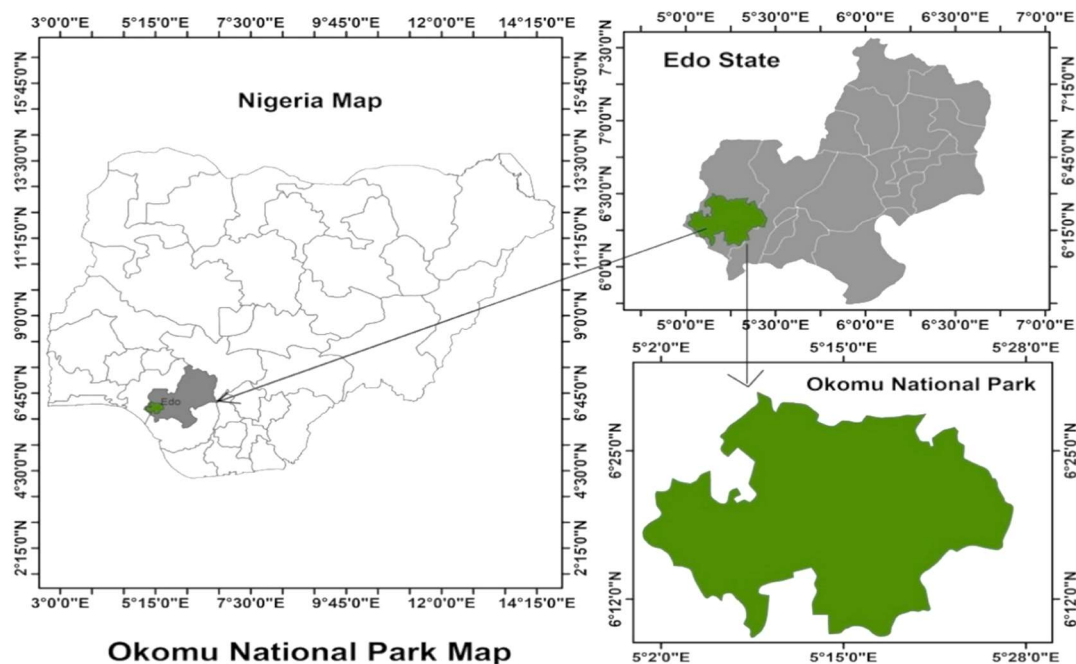 3°0'0"E 5°15'0"E 7°30'0"E 9°45'0"E 12°0'0"E 14°15'0"E
Nigeria Map
15°45'0"N
13°30'0"N
11°15'0"N
9°0'0"N
6°45'0"N
4°30'0"N
2°15'0"N
15°45'0"N
13°30'0"N
11°15'0"N
9°0'0"N
6°45'0"N
4°30'0"N
2°15'0"N
Edo
3°0'0"E 5°15'0"E 7°30'0"E 9°45'0"E 12°0'0"E 14°15'0"E
5°0'0"E 5°30'0"E 6°0'0"E 6°30'0"E 7°0'0"E
Edo State
7°30'0"N
7°0'0"N
6°30'0"N
6°0'0"N
7°15'0"N
6°45'0"N
6°15'0"N
5°0'0"E 5°30'0"E 6°0'0"E 6°30'0"E 7°0'0"E
5°2'0"E 5°15'0"E 5°28'0"E
Okomu National Park
6°25'0"N
6°12'0"N
6°25'0"N
6°12'0"N
5°2'0"E 5°15'0"E 5°28'0"E
Okomu National Park Map